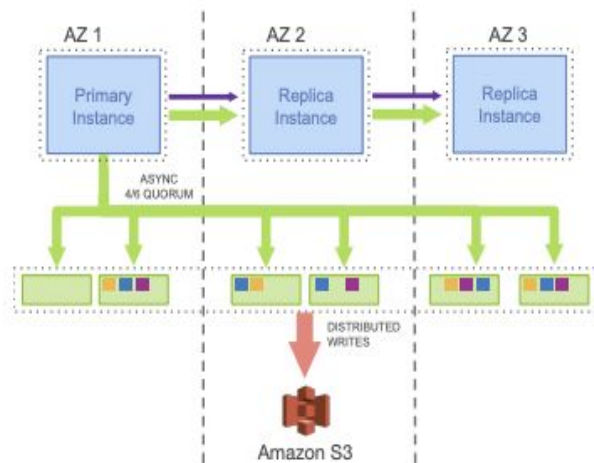 AZ 1
AZ 2
AZ 3
Primary
Instance
Replica
Instance
Replica
Instance
ASYNC
4/6 QUORUM
DISTRIBUTED
WRITES
Amazon S3